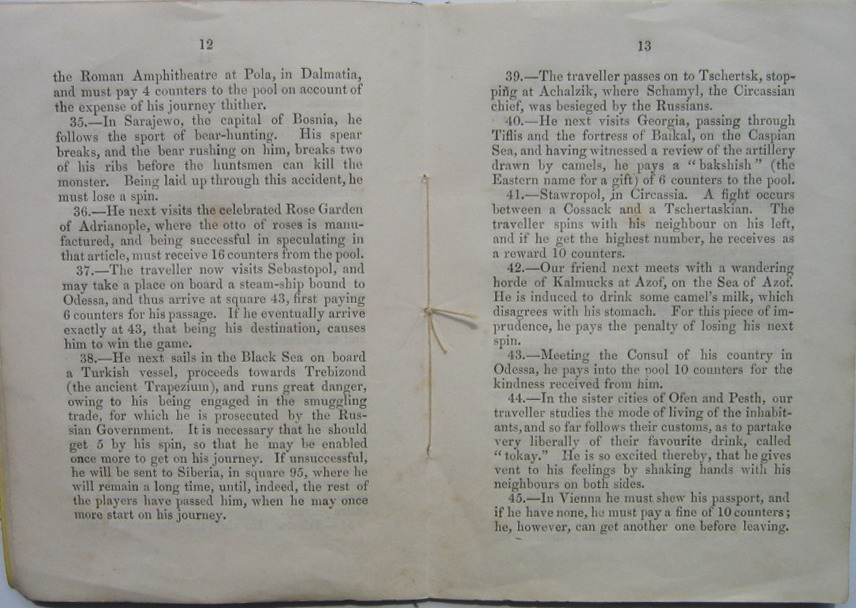 12
the Roman Amphitheatre at Pola, in Dalmatia,
and must pay 4 counters to the pool on account of
the expense of his journey thither.
35.—In Sarajewo, the capital of Bosnia, he
follows the sport of bear-hunting. His spear
breaks, and the bear rushing on him, breaks two
of his ribs before the huntsmen can kill the
monster. Being laid up through this accident, he
must lose a spin.
36.—He next visits the celebrated Rose Garden
of Adrianople, where the otto of roses is manu-
factured, and being successful in speculating in
that article, must receive 16 counters from the pool.
37.—The traveller now visits Sebastopol, and
may take a place on board a steam-ship bound to
Odessa, and thus arrive at square 43, first paying
6 counters for his passage. If he eventually arrive
exactly at 43, that being his destination, causes
him to win the game.
38.—He next sails in the Black Sea on board
a Turkish vessel, proceeds towards Trebizond
(the ancient Trapezium), and runs great danger,
owing to his being engaged in the smuggling
trade, for which he is prosecuted by the Rus-
sian Government. It is necessary that he should
get 5 by his spin, so that he may be enabled
once more to get on his journey. If unsuccessful,
he will be sent to Siberia, in square 95, where he
will remain a long time, until, indeed, the rest of
the players have passed him, when he may once
more start on his journey.
13
39.—The traveller passes on to Tschertsk, stop-
ping at Achalzik, where Schamyl, the Circassian
chief, was besieged by the Russians.
40.—He next visits Georgia, passing through
Tiflis and the fortress of Baikal, on the Caspian
Sea, and having witnessed a review of the artillery
drawn by camels, he pays a "bakshish" (the
Eastern name for a gift) of 6 counters to the pool.
41.—Stawropol, in Circassia. A fight occurs
between a Cossack and a Tschertaskian. The
traveller spins with his neighbour on his left,
and if he get the highest number, he receives as
a reward 10 counters.
42.—Our friend next meets with a wandering
horde of Kalmucks at Azof, on the Sea of Azof.
He is induced to drink some camel's milk, which
disagrees with his stomach. For this piece of im-
prudence, he pays the penalty of losing his next
spin.
43.—Meeting the Consul of his country in
Odessa, he pays into the pool 10 counters for the
kindness received from him.
44.—In the sister cities of Ofen and Pesth, our
traveller studies the mode of living of the inhabit-
ants, and so far follows their customs, as to partake
very liberally of their favourite drink, called
"tokay." He is so excited thereby, that he gives
vent to his feelings by shaking hands with his
neighbours on both sides.
45.—In Vienna he must shew his passport, and
if he have none, he must pay a fine of 10 counters;
he, however, can get another one before leaving.